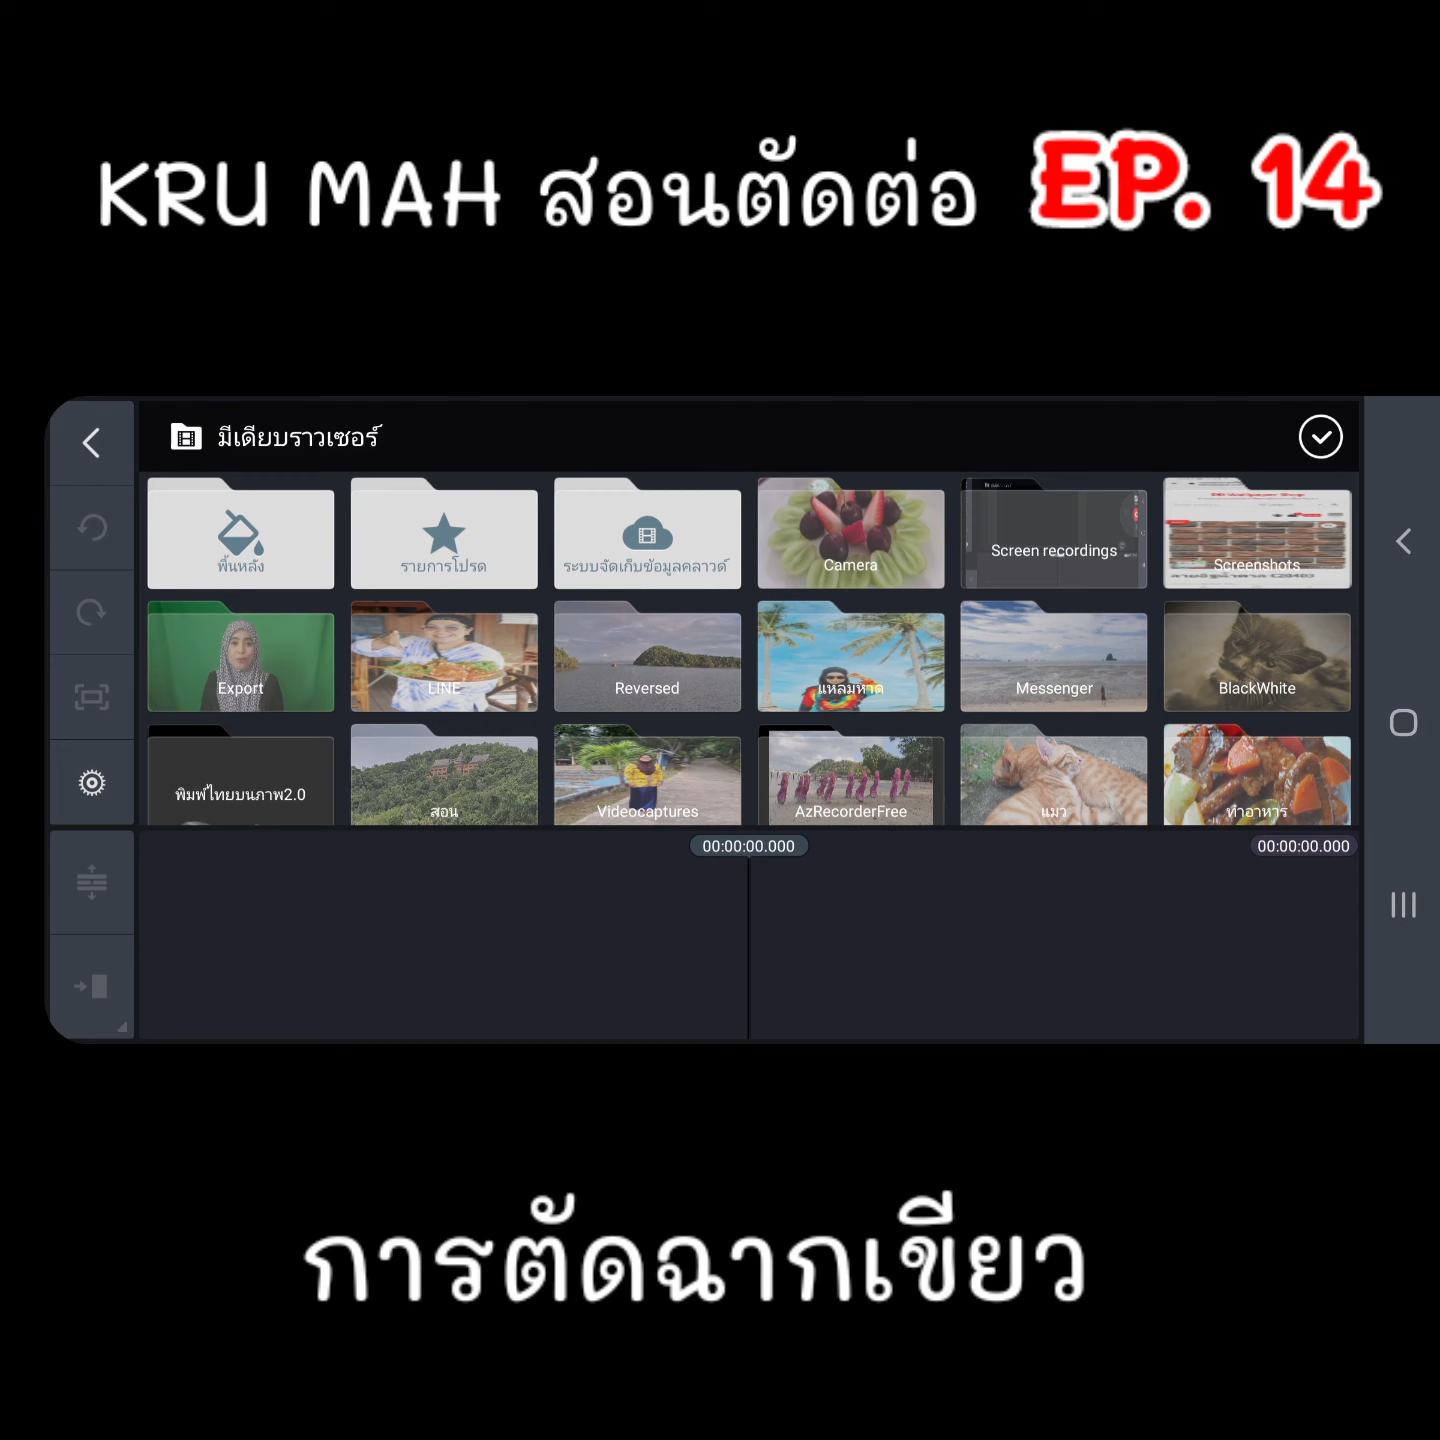 KRU MAH สอนตัดต่อ EP. 14
มีเดียบราวเซอร์
พื้นหลัง รายการโปรด ระบบจัดเก็บข้อมูลคลาวด์ Camera Screen recordings Screenshots
Export LINE Reversed แหลมหาด Messenger BlackWhite
พิมพ์ไทยบนภาพ2.0 สอน Videocaptures AzRecorderFree แมว ทำอาหาร
00:00:00.000 00:00:00.000
การตัดฉากเขียว